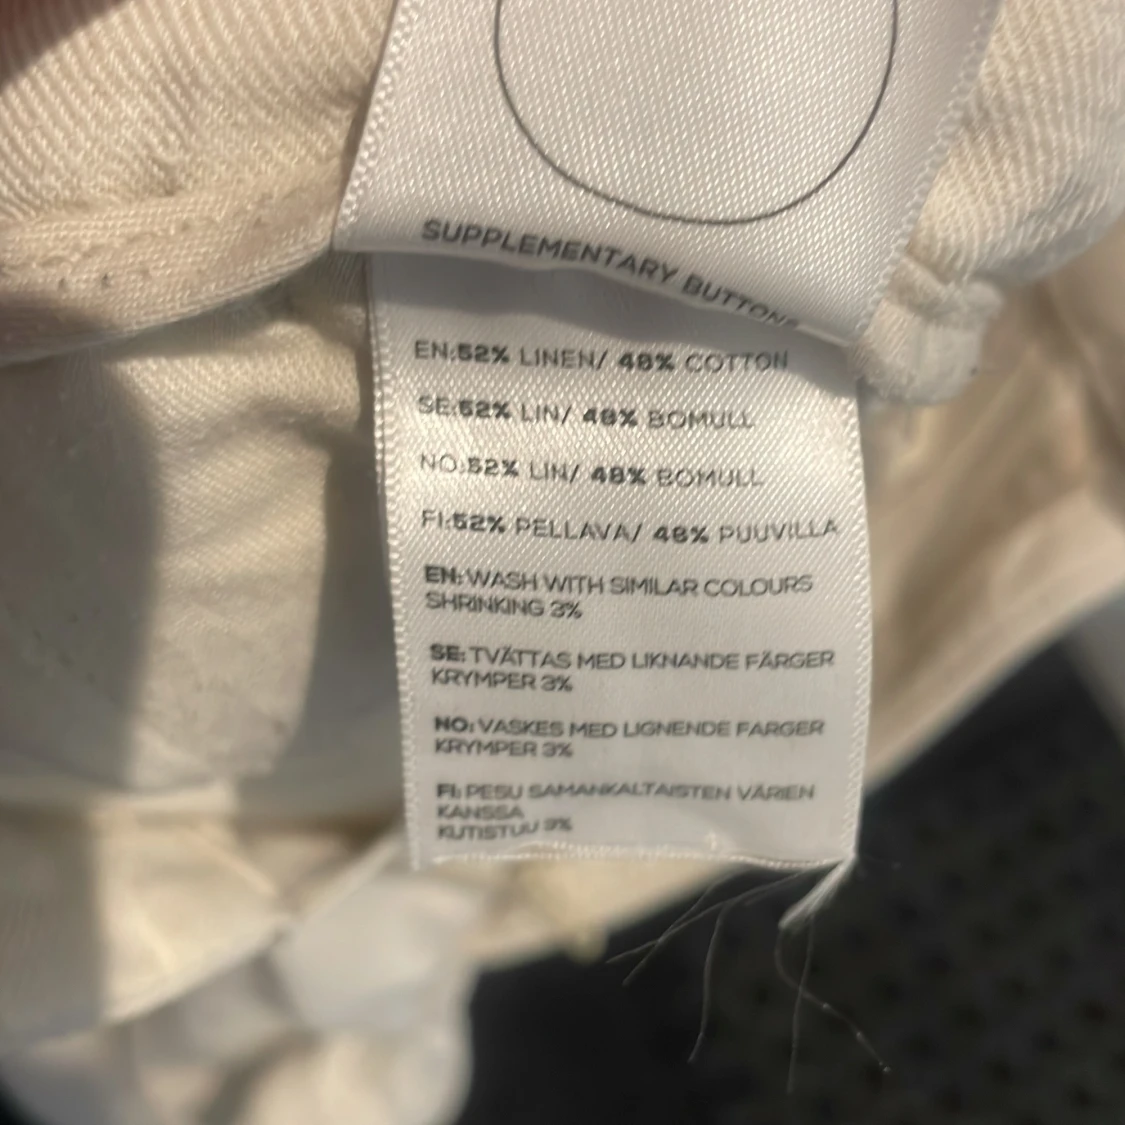 SUPPLEMENTARY BUTTONS
EN:52% LINEN/ 48% COTTON
SE:52% LIN/ 48% BOMULL
NO:52% LIN/ 48% BOMULL
FI:52% PELLAVA/ 48% PUUVILLA
EN:WASH WITH SIMILAR COLOURS
SHRINKING 3%
SE:TVÄTTAS MED LIKNANDE FÄRGER
KRYMPER 3%
NO:VASKES MED LIGNENDE FARGER
KRYMPER 3%
FI:PESU SAMANKALTAISTEN VÄRIEN
KANSSA
KUTISTUU 3%